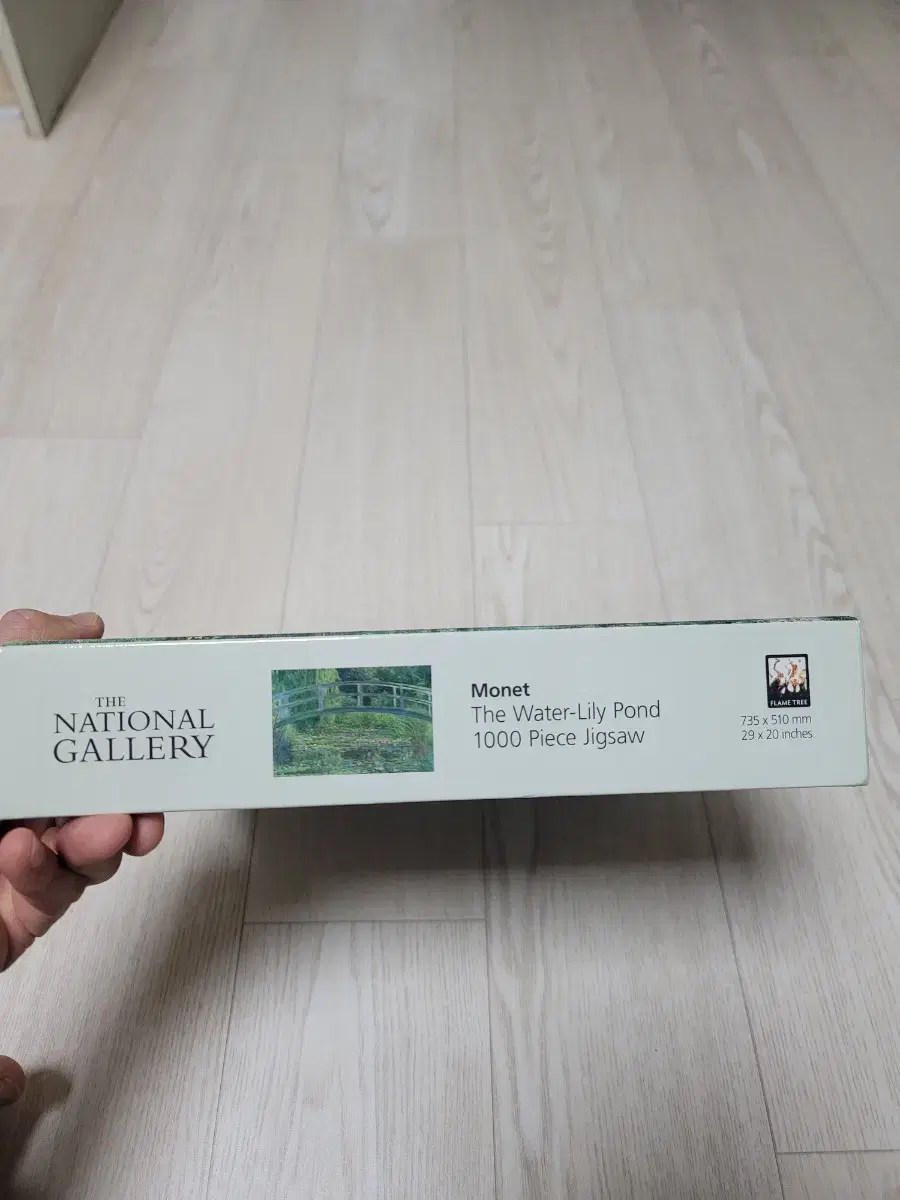 THE
NATIONAL
GALLERY
Monet
The Water-Lily Pond
1000 Piece Jigsaw
FLAME TREE
735 x 510 mm
29 x 20 inches